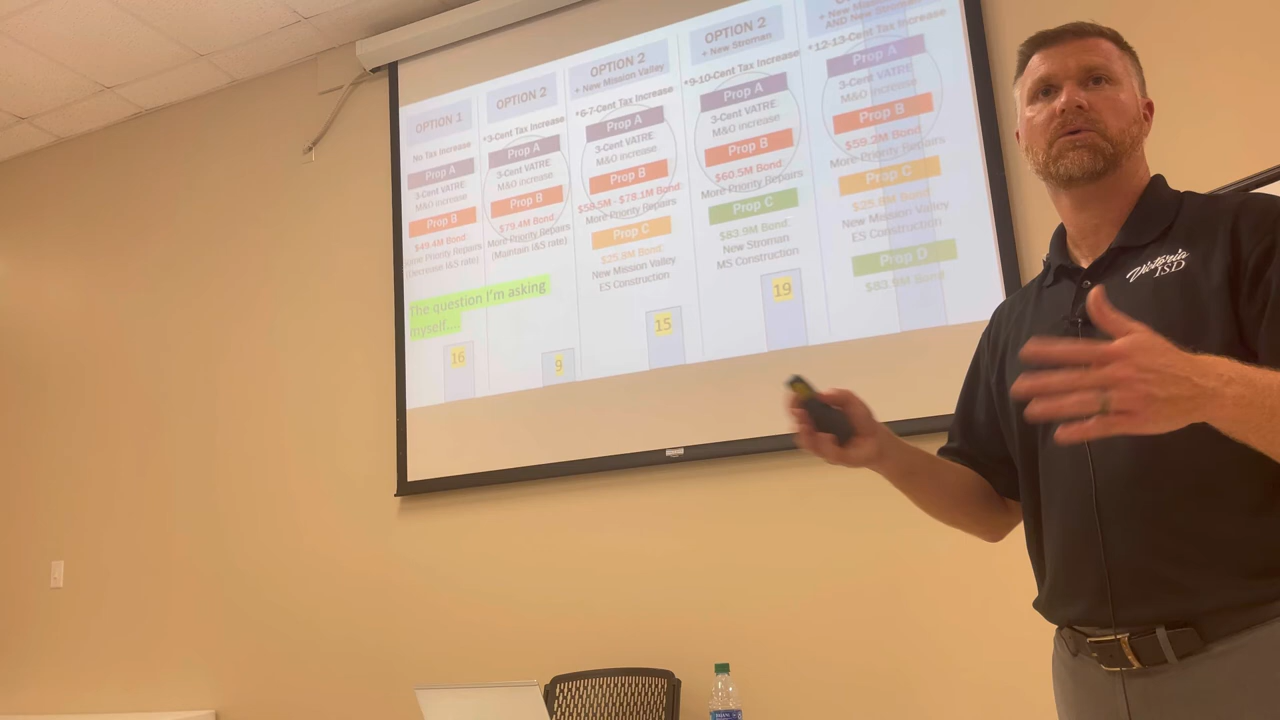 OPTION 1
No Tax Increase
Prop A
3-Cent VATRE
M&O increase
Prop B
$49.4M Bond
Some Priority Repairs
(Decrease I&S rate)
The question I'm asking
myself....
16
OPTION 2
*3-Cent Tax Increase
Prop A
3-Cent VATRE
M&O increase
Prop B
$79.4M Bond
More Priority Repairs
(Maintain I&S rate)
9
OPTION 2
+ New Mission Valley
*6-7-Cent Tax Increase
Prop A
3-Cent VATRE
M&O increase
Prop B
$78.1M Bond
More Priority Repairs
Prop C
$25.8M Bond:
New Mission Valley
ES Construction
15
OPTION 2
+ New Stroman
*9-10-Cent Tax Increase
Prop A
3-Cent VATRE
M&O increase
Prop B
$60.5M Bond
More Priority Repairs
Prop C
$83.9M Bond:
New Stroman
MS Construction
19
+ New Mission
AND New Stroman
*12-13-Cent Tax Increase
Prop A
3-Cent VATRE
M&O increase
Prop B
$59.2M Bond
More Priority Repairs
Prop C
$25.8M Bond
New Mission Valley
ES Construction
Prop D
$83.9M Bond
Victoria
ISD